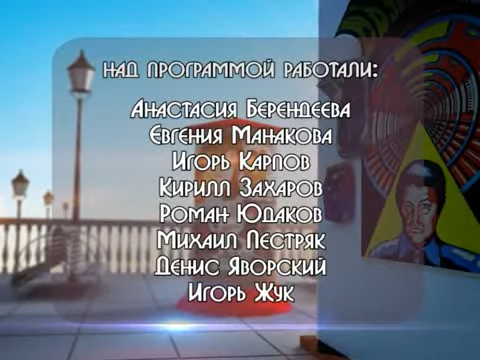 НАД ПРОГРАММОЙ РАБОТАЛИ:
Анастасия Берендеева
Евгения Манакова
Игорь Карпов
Кирилл Захаров
Роман Юдаков
Михаил Пестряк
Денис Яворский
Игорь Жук